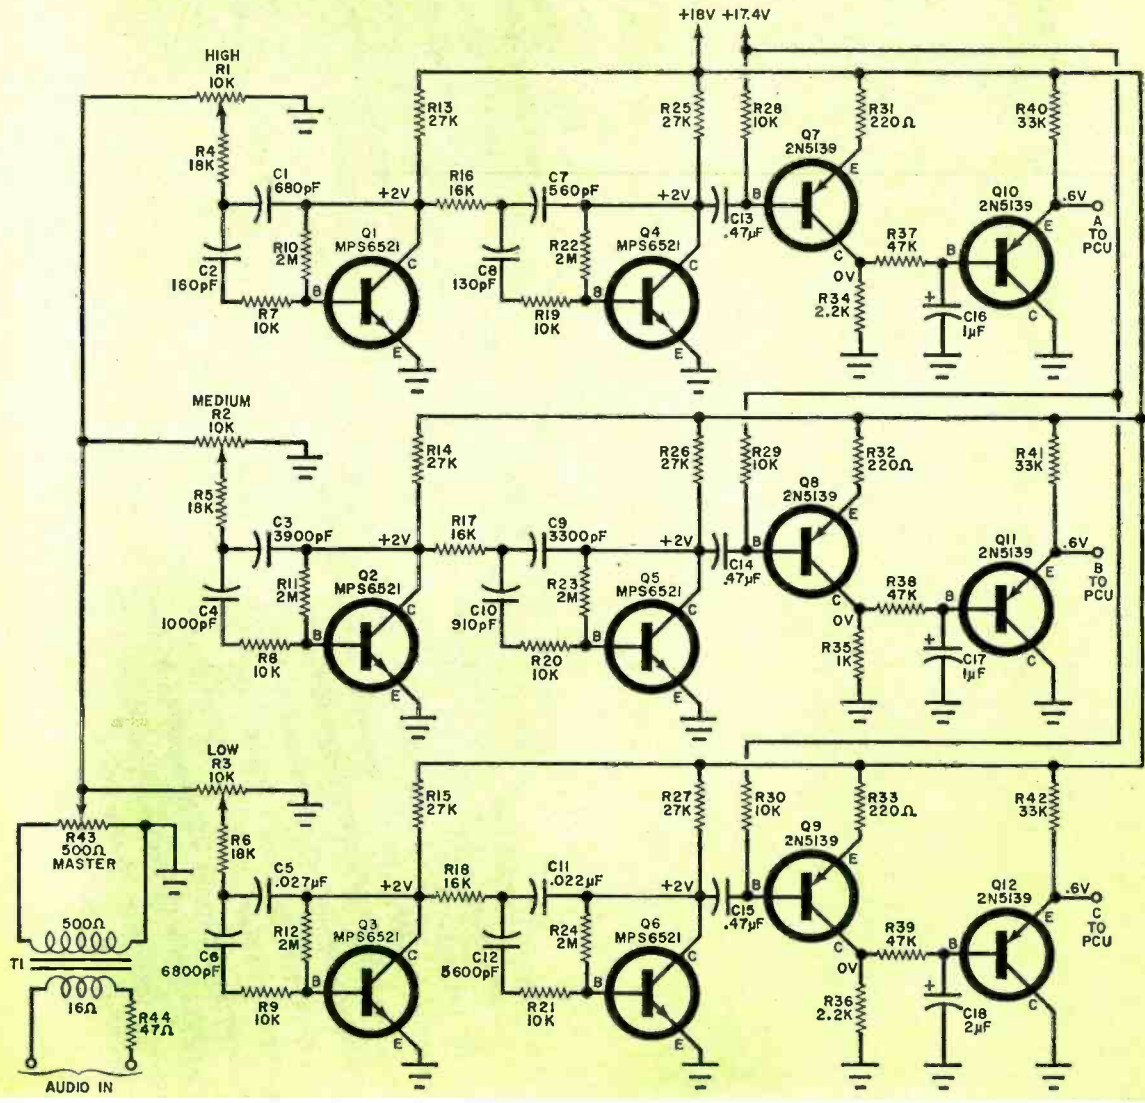 +18V +17.4V
HIGH
R1
10K
R4
18K
C1
680pF
C2
160pF
R7
10K
R10
2M
B
Q1
MPS6521
C
E
+2V
R13
27K
R16
16K
C7
560pF
C8
130pF
R19
10K
R22
2M
B
Q4
MPS6521
C
E
+2V
R25
27K
R28
10K
C13
.47µF
B
Q7
2N5139
E
C
R31
220Ω
OV
R34
2.2K
R37
47K
B
+
C16
1µF
Q10
2N5139
E
C
R40
33K
.6V
A
TO
PCU
MEDIUM
R2
10K
R5
18K
C3
3900pF
C4
1000pF
R8
10K
R11
2M
B
Q2
MPS6521
C
E
+2V
R14
27K
R17
16K
C9
3300pF
C10
910pF
R20
10K
R23
2M
B
Q5
MPS6521
C
E
+2V
R26
27K
R29
10K
C14
.47µF
B
Q8
2N5139
E
C
R32
220Ω
OV
R35
1K
R38
47K
B
+
C17
1µF
Q11
2N5139
E
C
R41
33K
.6V
B
TO
PCU
LOW
R3
10K
R6
18K
C5
.027µF
C6
6800pF
R9
10K
R12
2M
B
Q3
MPS6521
C
E
+2V
R15
27K
R18
16K
C11
.022µF
C12
5600pF
R21
10K
R24
2M
B
Q6
MPS6521
C
E
+2V
R27
27K
R30
10K
C15
.47µF
B
Q9
2N5139
E
C
R33
220Ω
OV
R36
2.2K
R39
47K
B
+
C18
2µF
Q12
2N5139
E
C
R42
33K
.6V
C
TO
PCU
R43
500Ω
MASTER
500Ω
T1
16Ω
R44
47Ω
AUDIO IN